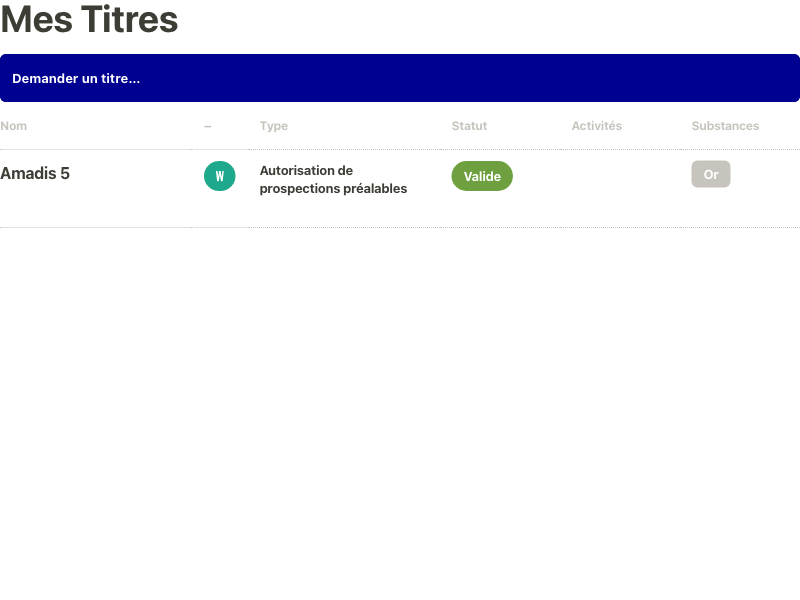 Mes Titres
Demander un titre...
Nom – Type Statut Activités Substances
Amadis 5 W Autorisation de prospections préalables Valide Or